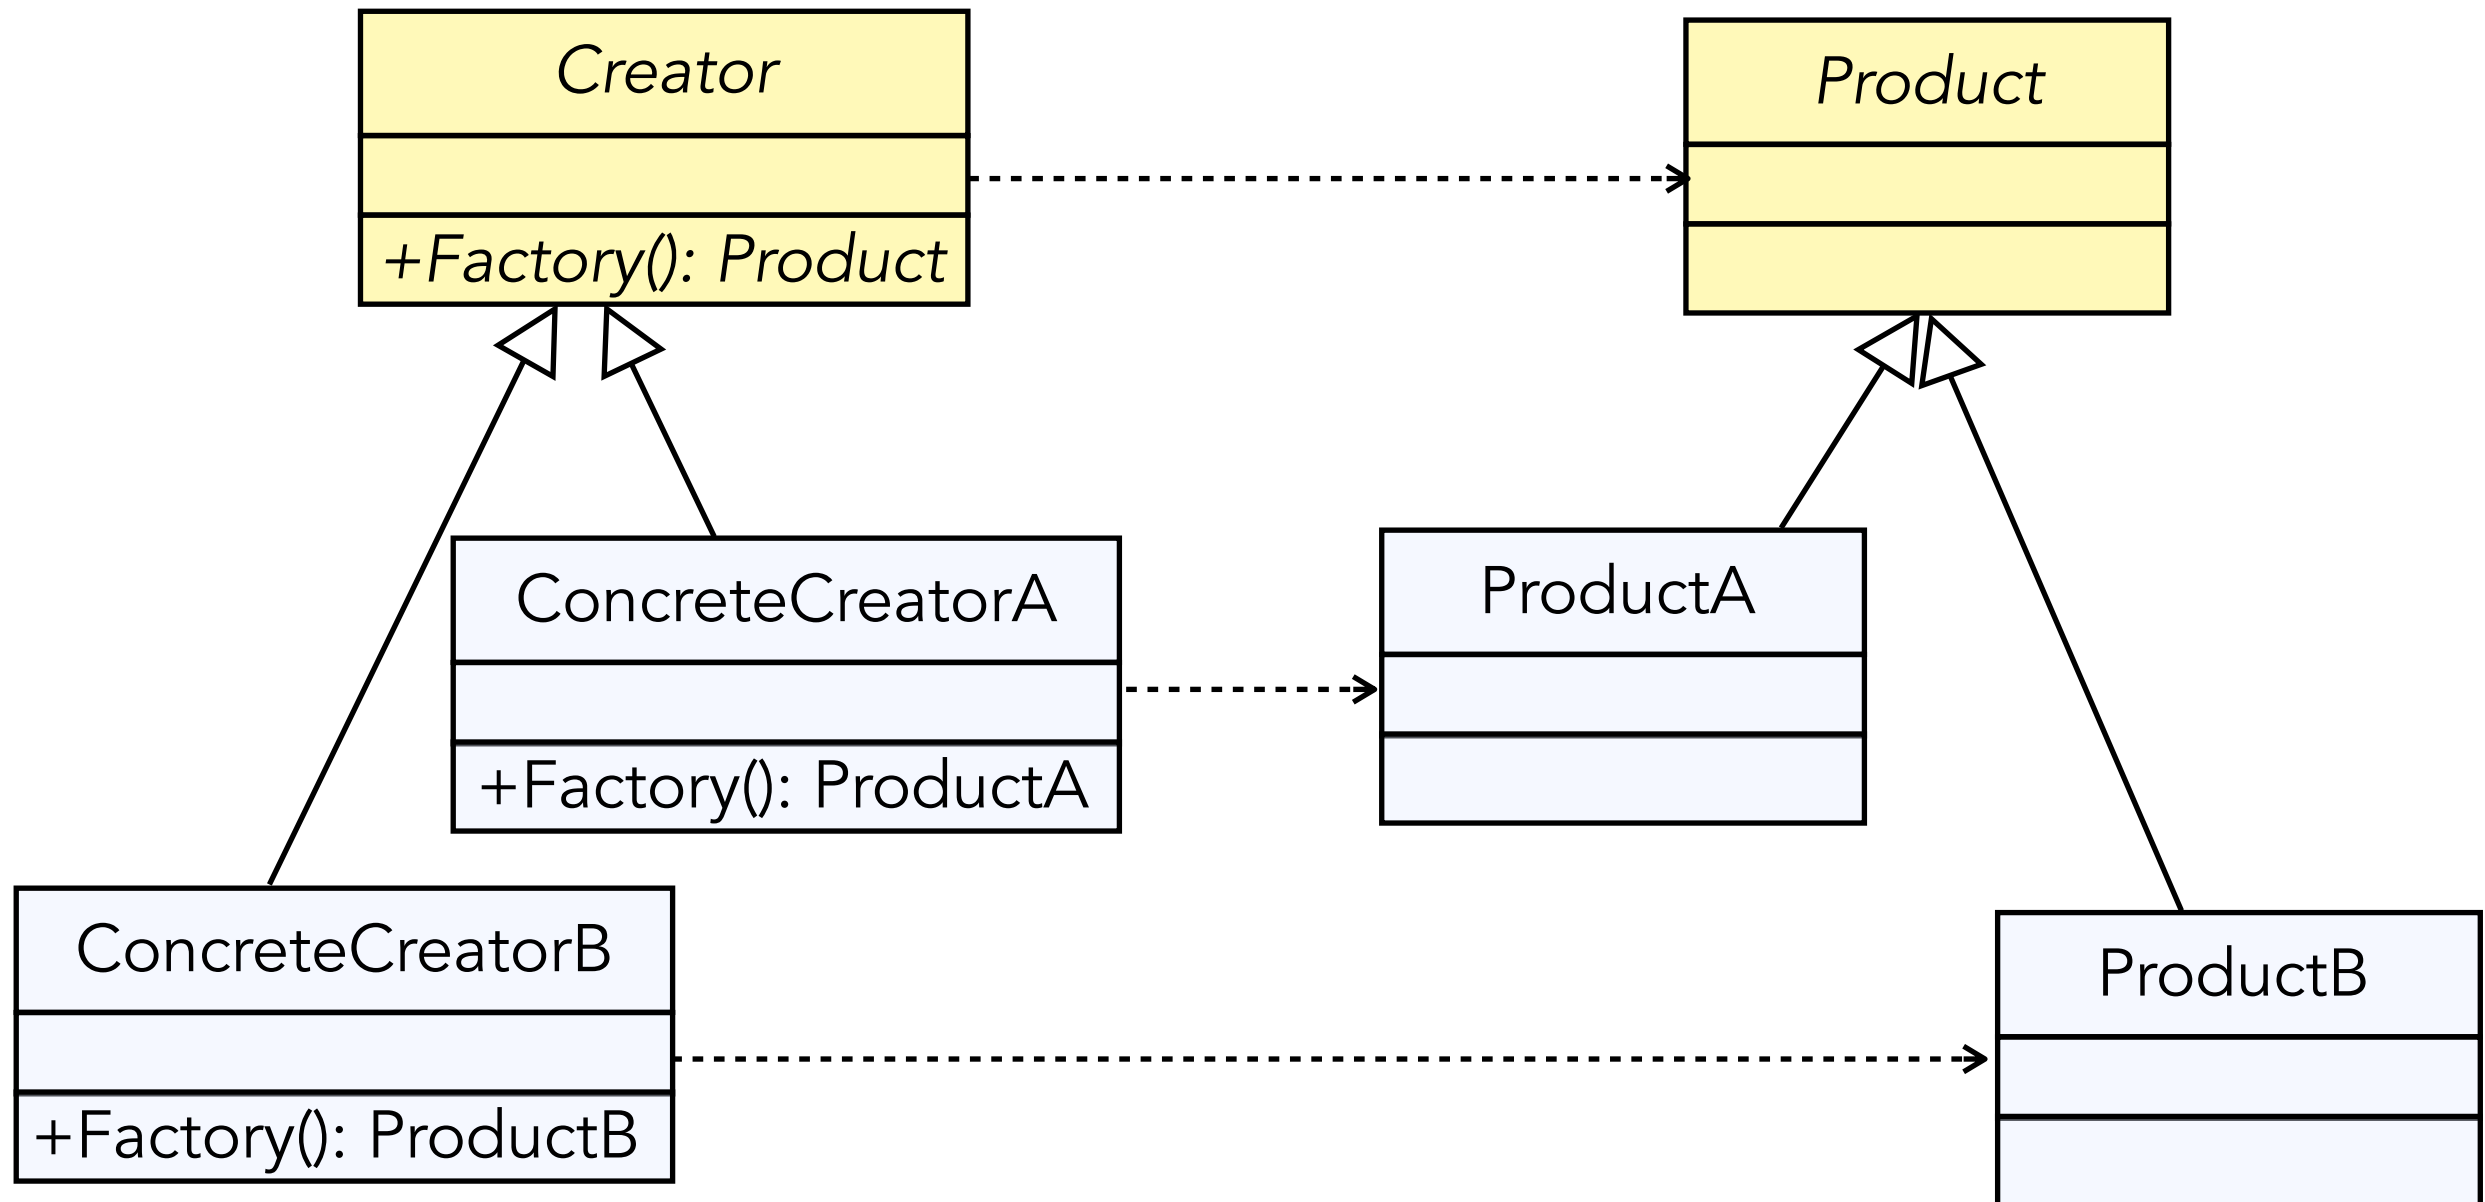 Creator
+Factory(): Product
Product
ConcreteCreatorA
+Factory(): ProductA
ProductA
ConcreteCreatorB
+Factory(): ProductB
ProductB